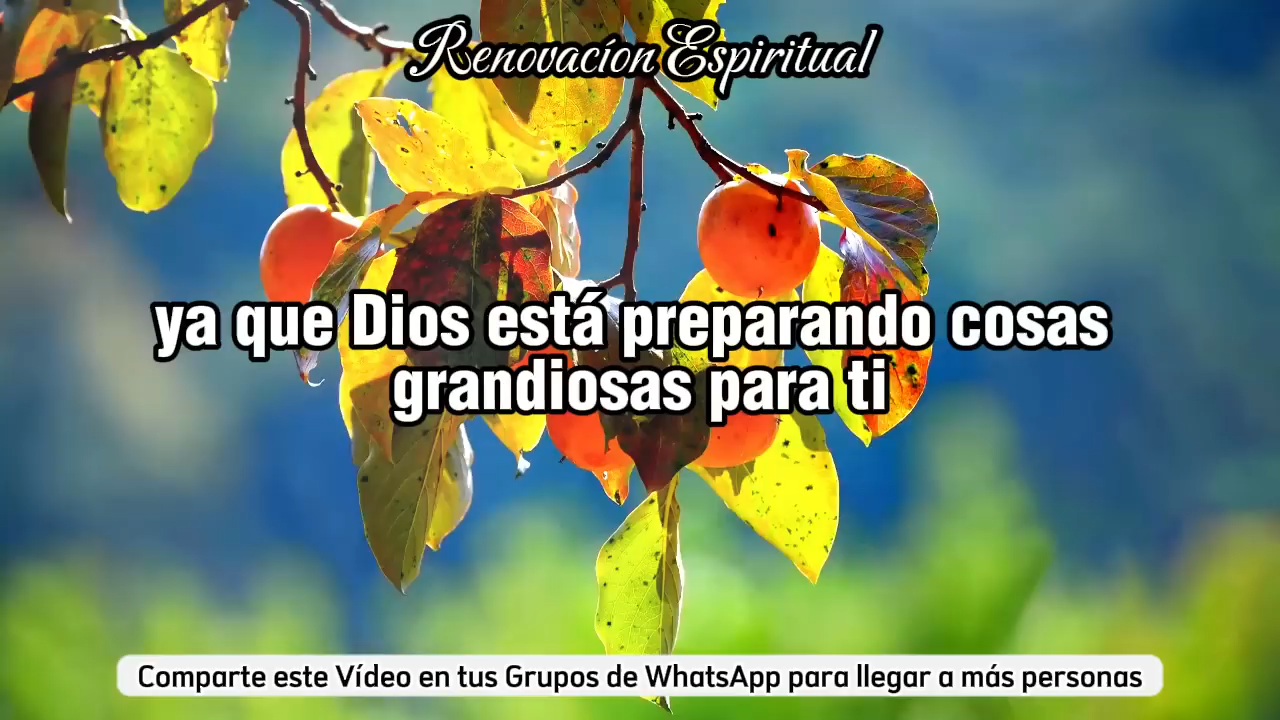 Renovacíon Espiritual
ya que Dios está preparando cosas
grandiosas para ti
Comparte este Vídeo en tus Grupos de WhatsApp para llegar a más personas